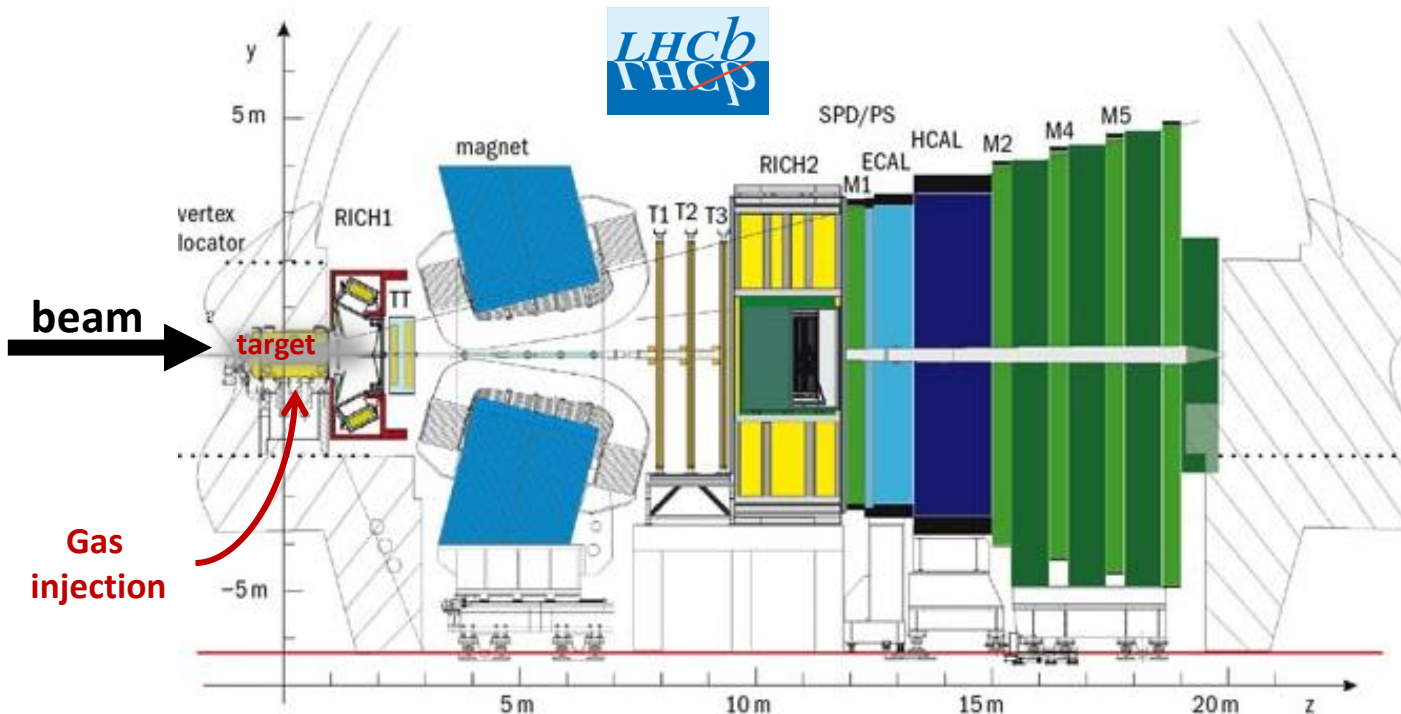 LHCb
LHCp
y
5 m
SPD/PS
HCAL
M5
M4
M2
ECAL
magnet
RICH2
M1
vertex
locator
RICH1
T1
T2
T3
TT
beam
target
Gas
injection
−5 m
5 m
10 m
15 m
20 m
z